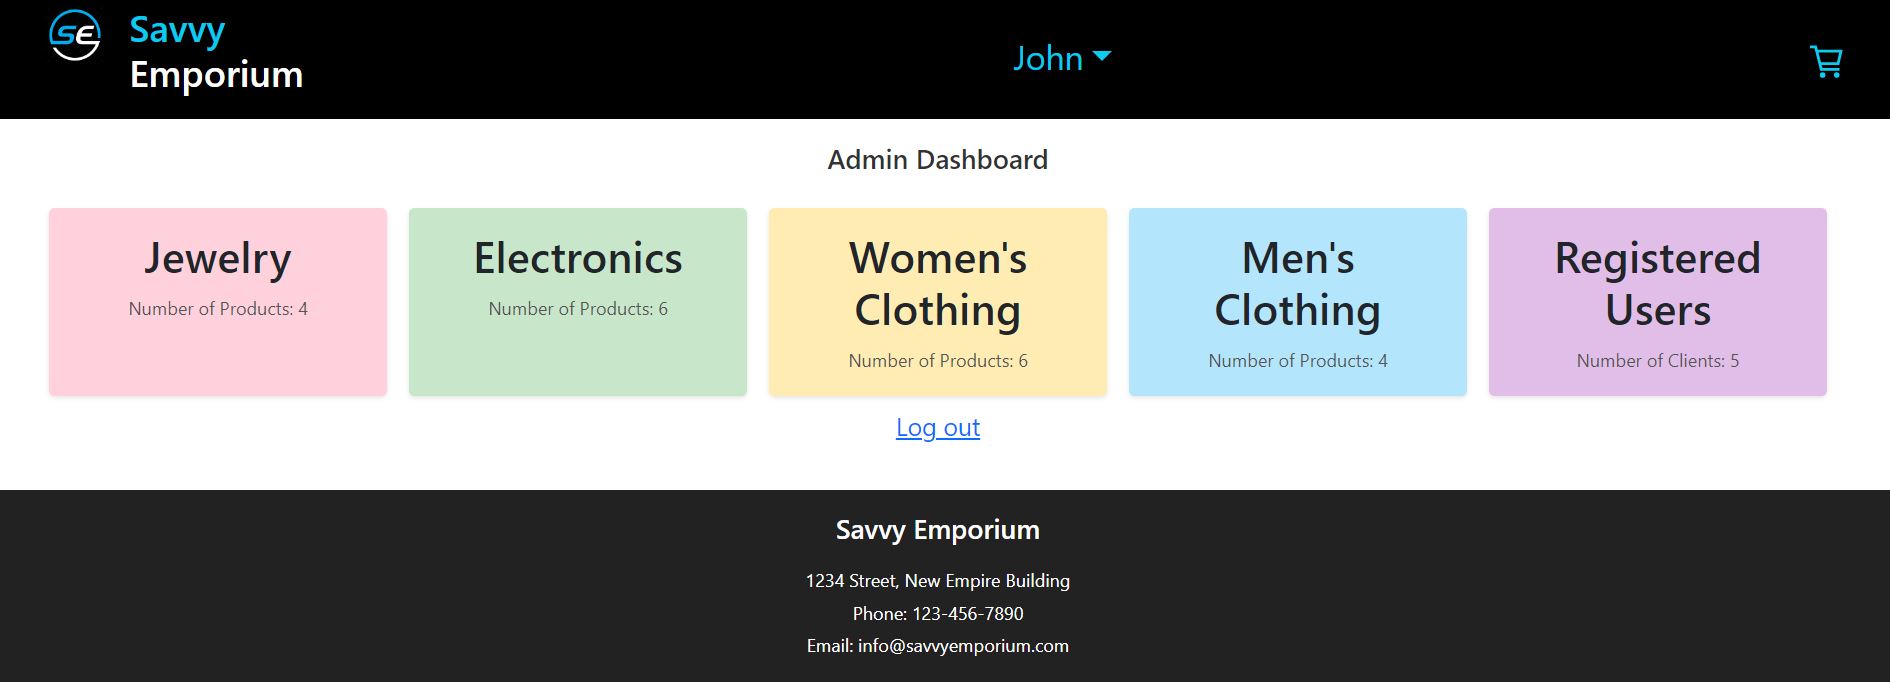 SE
Savvy
Emporium
John
Admin Dashboard
Jewelry
Number of Products: 4
Electronics
Number of Products: 6
Women's
Clothing
Number of Products: 6
Men's
Clothing
Number of Products: 4
Registered
Users
Number of Clients: 5
Log out
Savvy Emporium
1234 Street, New Empire Building
Phone: 123-456-7890
Email: info@savvyemporium.com